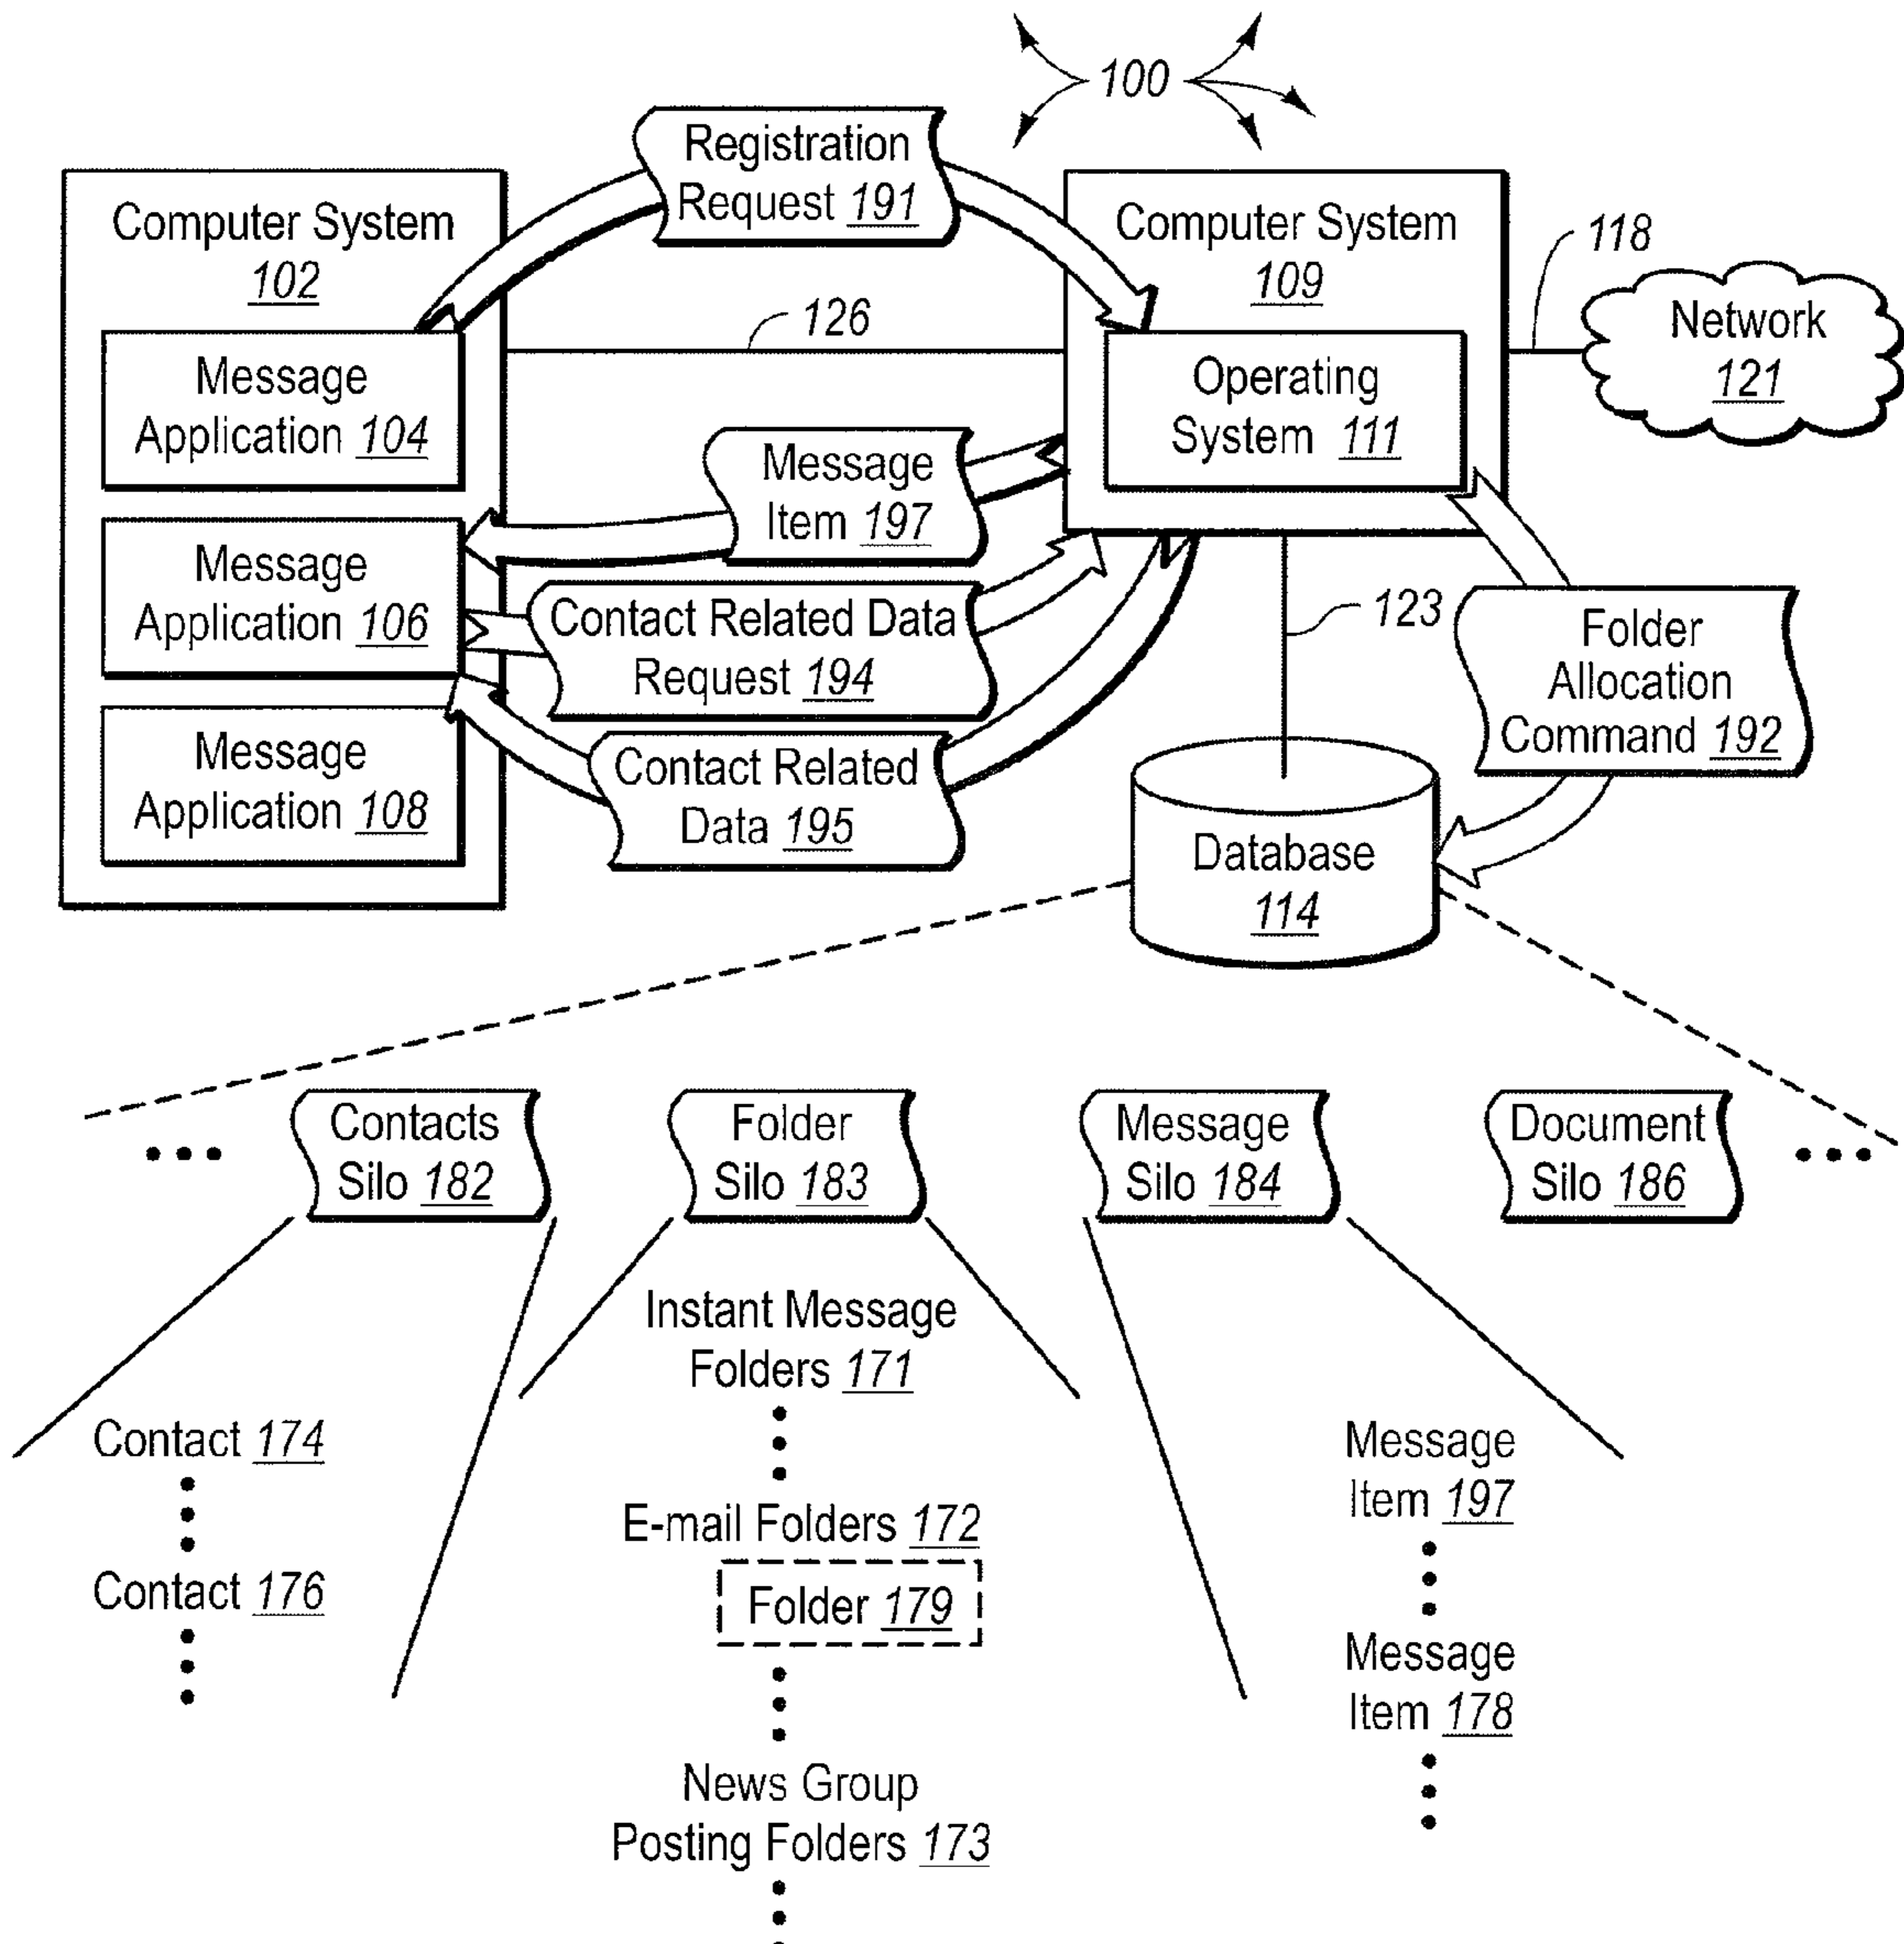 100
Registration
Request 191
Computer System
102
Computer System
109
118
Network
121
126
Message
Application 104
Operating
System 111
Message
Item 197
Message
Application 106
Contact Related Data
Request 194
123
Folder
Allocation
Command 192
Message
Application 108
Contact Related
Data 195
Database
114
Contacts
Silo 182
Folder
Silo 183
Message
Silo 184
Document
Silo 186
Instant Message
Folders 171
Contact 174
Contact 176
E-mail Folders 172
Folder 179
News Group
Posting Folders 173
Message
Item 197
Message
Item 178